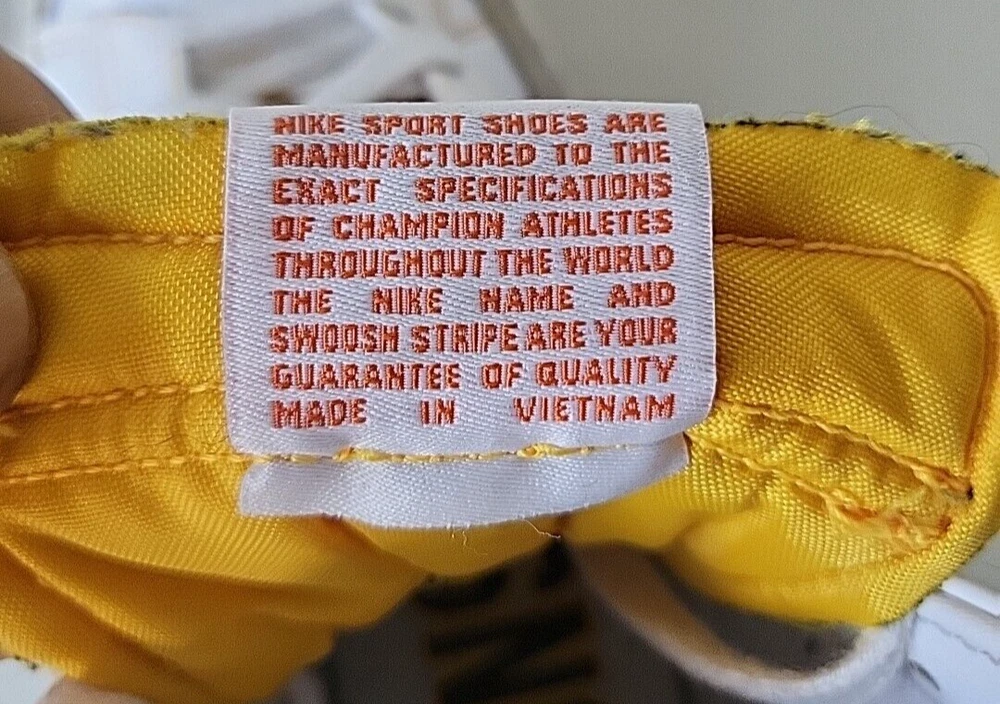 NIKE SPORT SHOES ARE
MANUFACTURED TO THE
EXACT SPECIFICATIONS
OF CHAMPION ATHLETES
THROUGHOUT THE WORLD
THE NIKE NAME AND
SWOOSH STRIPE ARE YOUR
GUARANTEE OF QUALITY
MADE IN VIETNAM